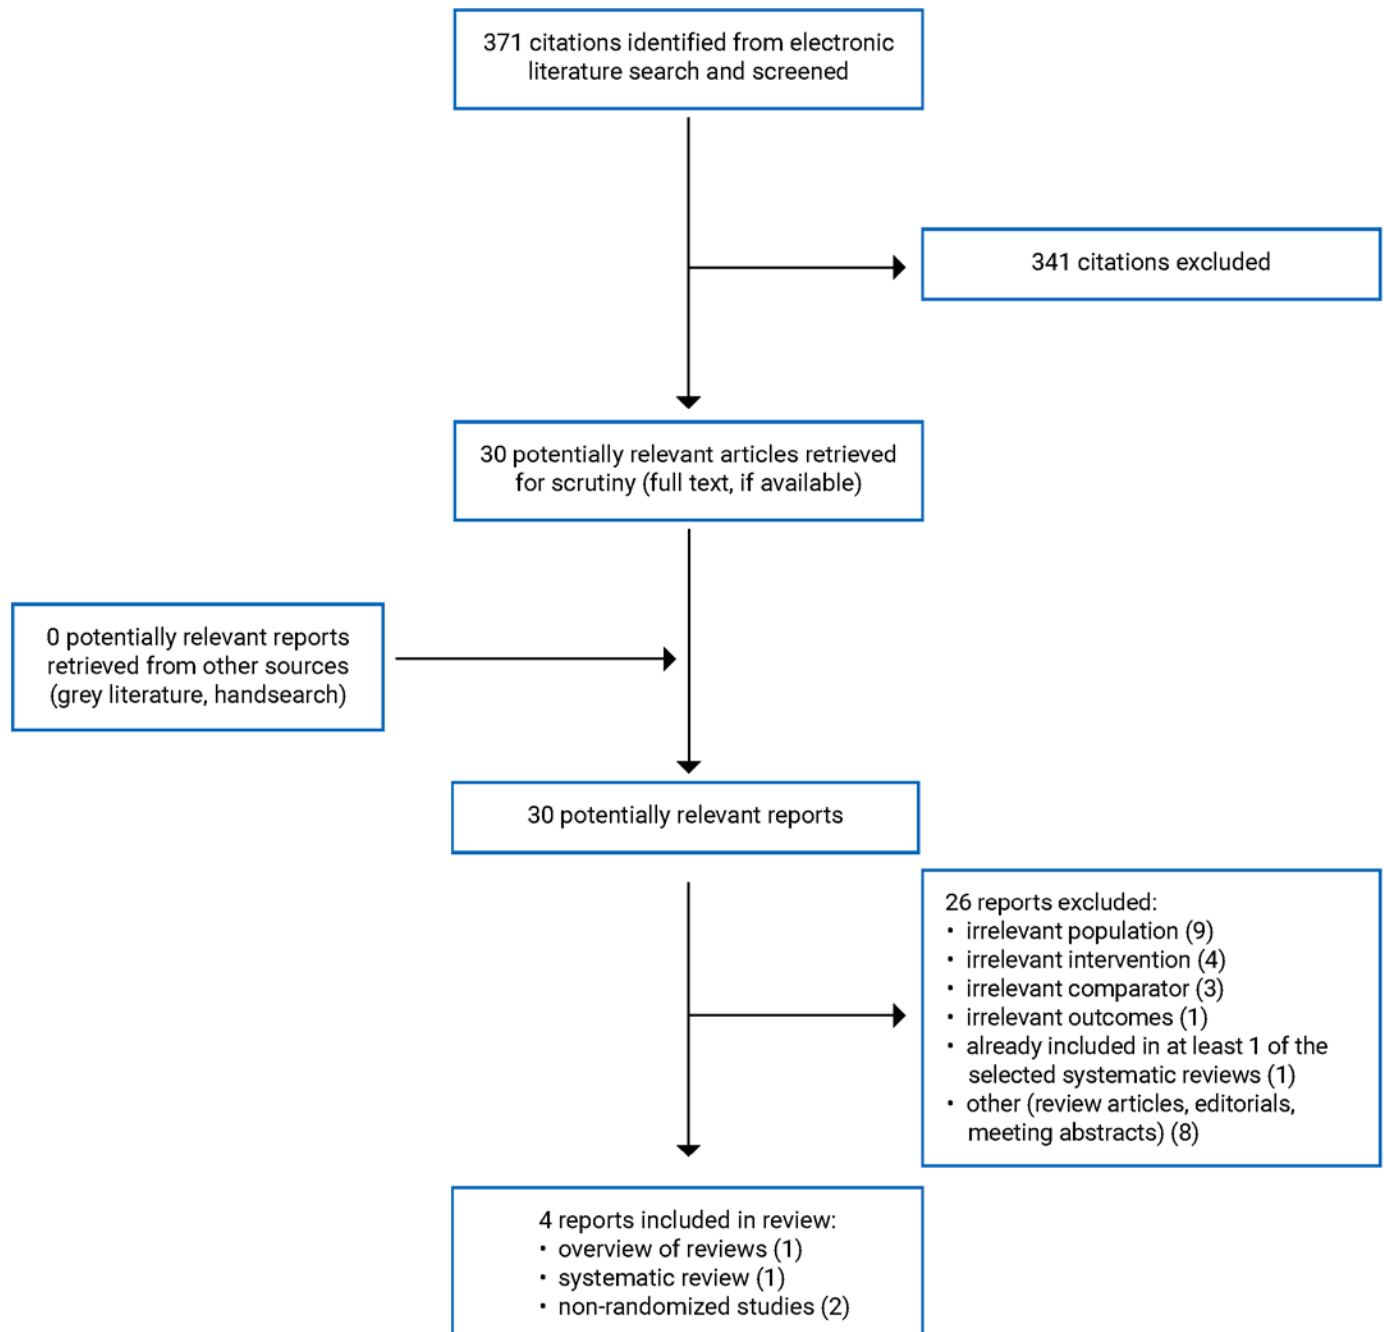 371 citations identified from electronic
literature search and screened
341 citations excluded
30 potentially relevant articles retrieved
for scrutiny (full text, if available)
0 potentially relevant reports
retrieved from other sources
(grey literature, handsearch)
30 potentially relevant reports
26 reports excluded:
• irrelevant population (9)
• irrelevant intervention (4)
• irrelevant comparator (3)
• irrelevant outcomes (1)
• already included in at least 1 of the
selected systematic reviews (1)
• other (review articles, editorials,
meeting abstracts) (8)
4 reports included in review:
• overview of reviews (1)
• systematic review (1)
• non-randomized studies (2)